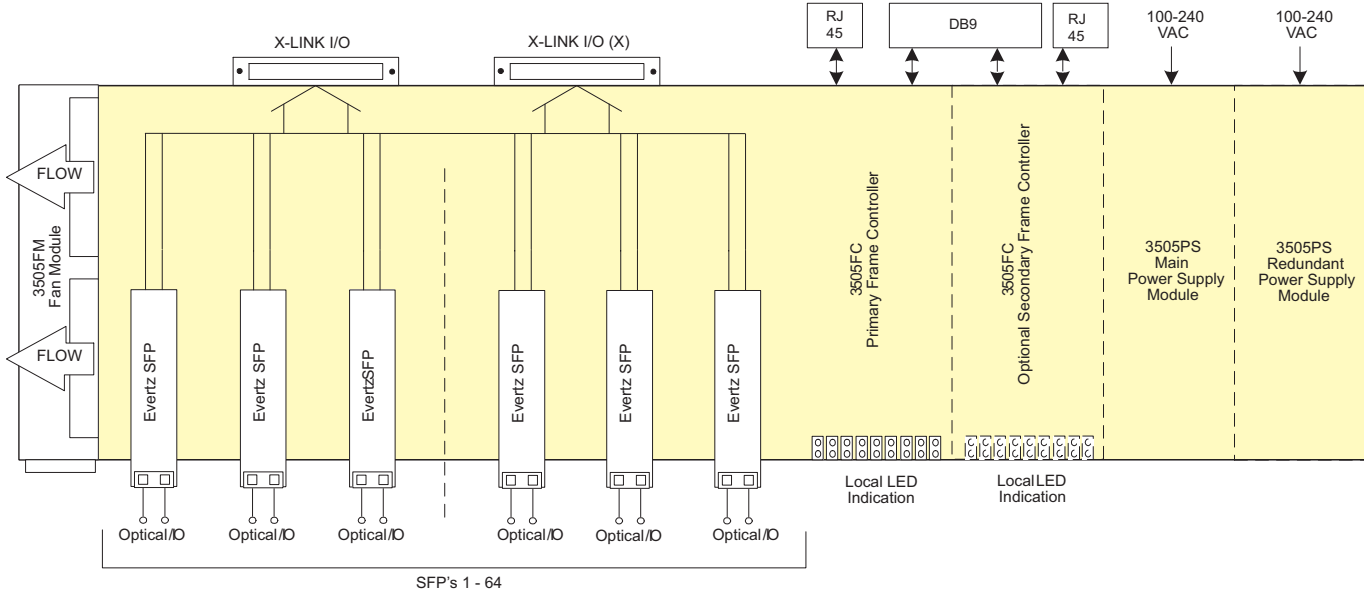 RJ
45
DB9
RJ
45
100-240
VAC
100-240
VAC
X-LINK I/O
X-LINK I/O (X)
FLOW
FLOW
3505FM
Fan Module
Evertz SFP
Evertz SFP
EvertzSFP
Evertz SFP
Evertz SFP
Evertz SFP
3505FC
Primary Frame Controller
3505FC
Optional Secondary Frame Controller
3505PS
Main
Power Supply
Module
3505PS
Redundant
Power Supply
Module
Local LED
Indication
LocalLED
Indication
Optical/IO
Optical/IO
Optical/IO
Optical/IO
Optical/IO
Optical/IO
SFP's 1 - 64